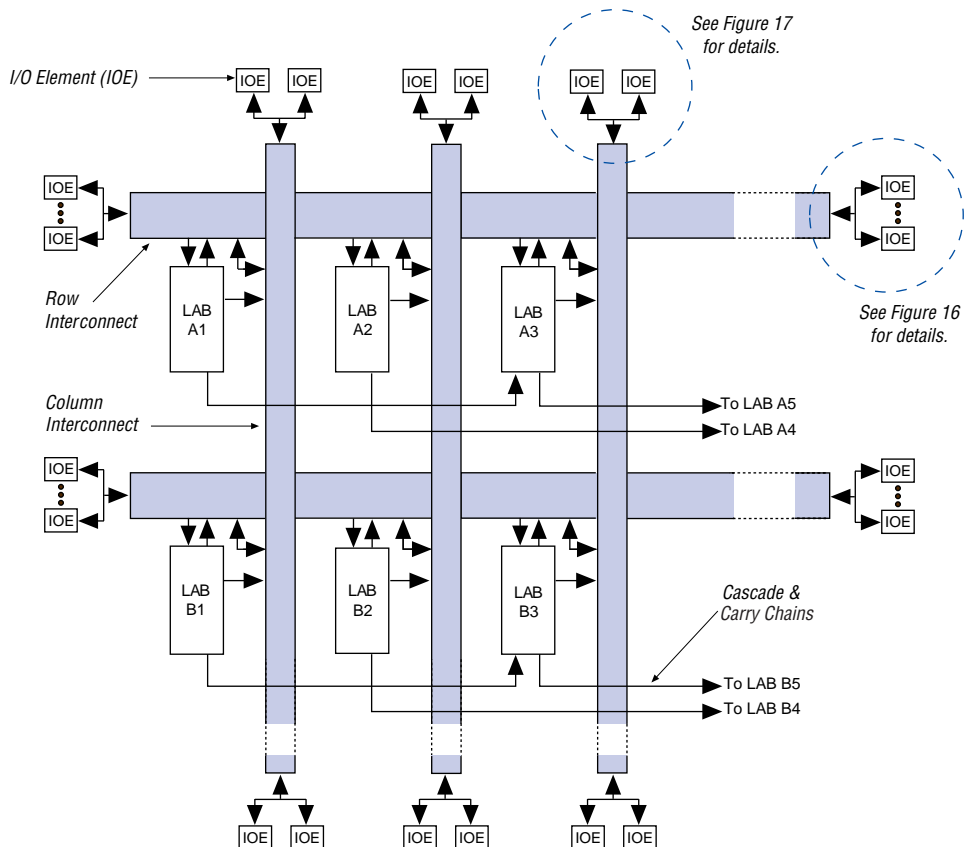 See Figure 17
for details.
I/O Element (IOE)
IOE IOE IOE IOE IOE IOE
IOE IOE
IOE IOE
Row
Interconnect
LAB
A1
LAB
A2
LAB
A3
See Figure 16
for details.
Column
Interconnect
To LAB A5
To LAB A4
IOE IOE
IOE IOE
LAB
B1
LAB
B2
LAB
B3
Cascade &
Carry Chains
To LAB B5
To LAB B4
IOE IOE IOE IOE IOE IOE